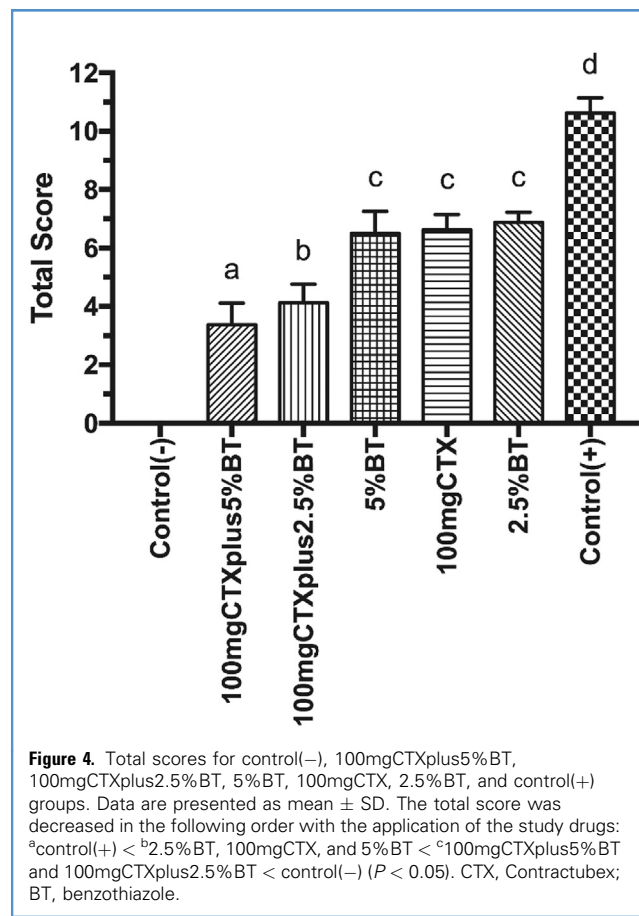 d
12
c
c
c
10
b
a
8
Total Score
6
4
2
0
Control(-)
100mgCTXplus5%BT
100mgCTXplus2.5%BT
5%BT
100mgCTX
2.5%BT
Control(+)
Figure 4. Total scores for control(−), 100mgCTXplus5%BT,
100mgCTXplus2.5%BT, 5%BT, 100mgCTX, 2.5%BT, and control(+)
groups. Data are presented as mean ± SD. The total score was
decreased in the following order with the application of the study drugs:
ᵃcontrol(+) < ᵇ2.5%BT, 100mgCTX, and 5%BT < ᶜ100mgCTXplus5%BT
and 100mgCTXplus2.5%BT < control(−) (P < 0.05). CTX, Contractubex;
BT, benzothiazole.